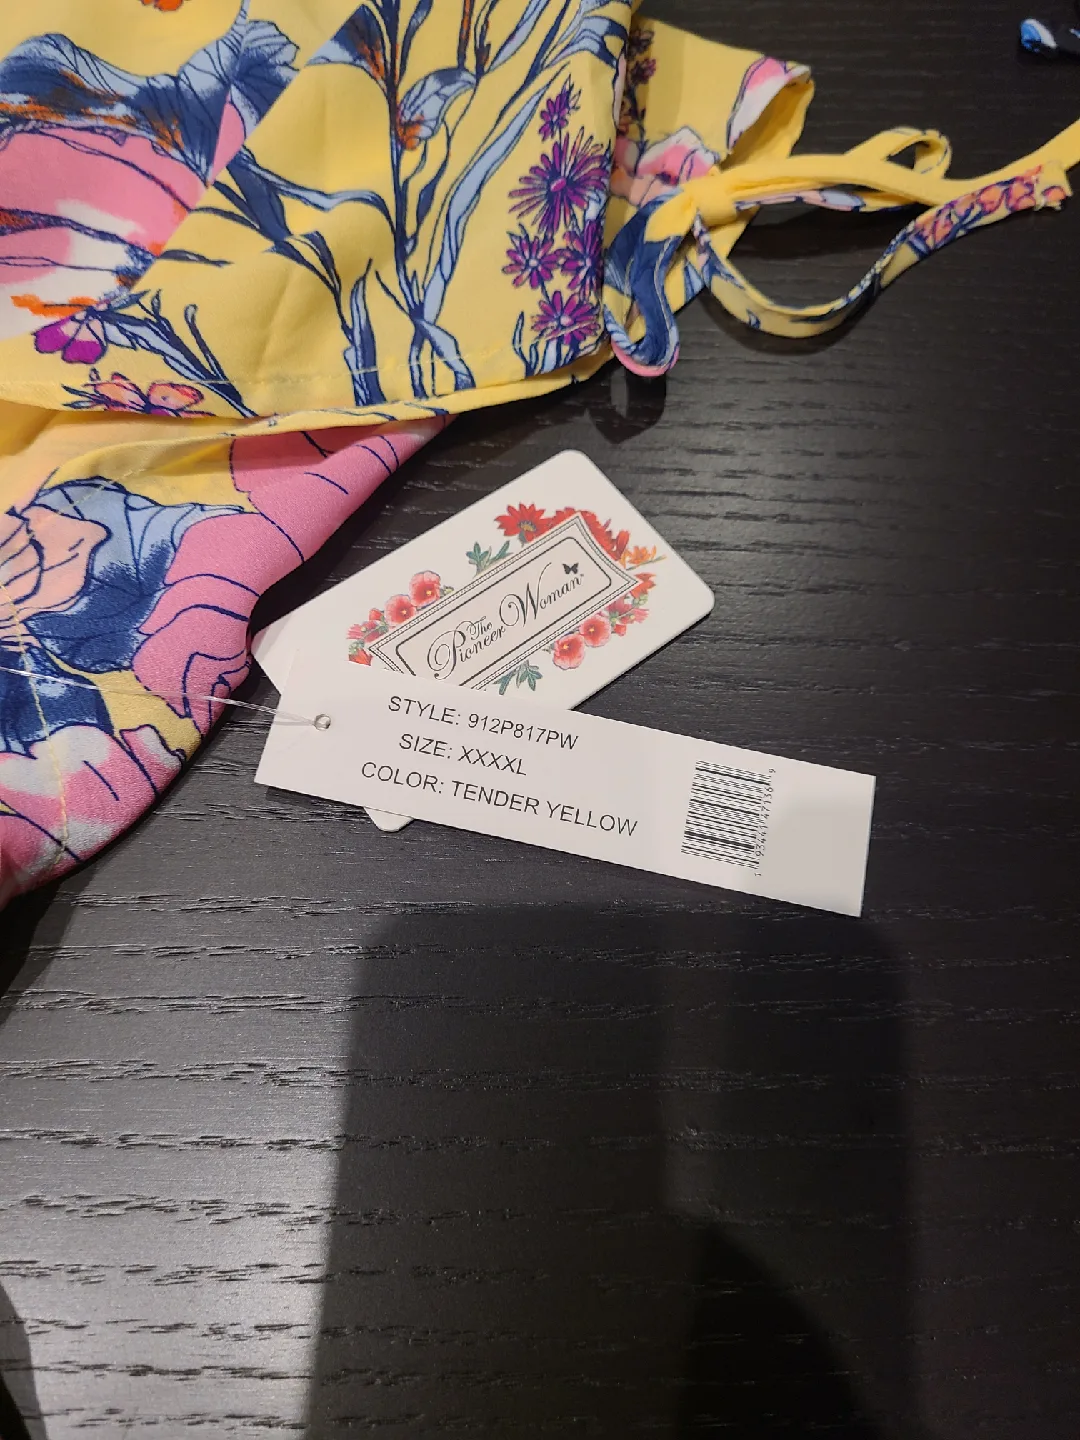 The
Pioneer Woman
STYLE: 912P817PW
SIZE: XXXXL
COLOR: TENDER YELLOW